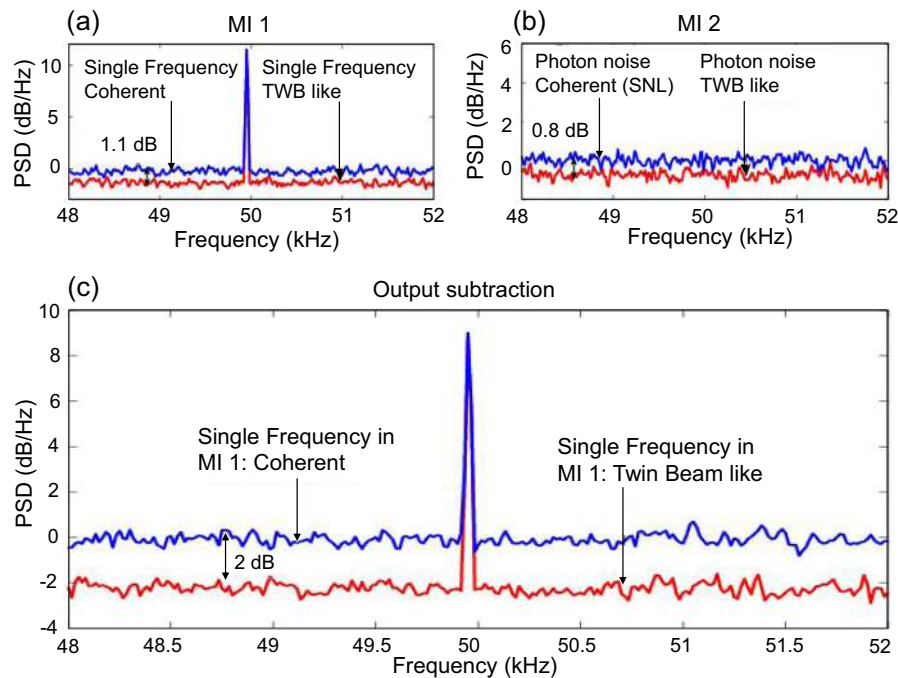 (a)
MI 1
PSD (dB/Hz)
10
5
0
Single Frequency
Coherent
Single Frequency
TWB like
1.1 dB
48
49
50
51
52
Frequency (kHz)
(b)
MI 2
PSD (dB/Hz)
6
2
2
0
Photon noise
Coherent (SNL)
Photon noise
TWB like
0.8 dB
48
49
50
51
52
Frequency (kHz)
(c)
Output subtraction
PSD (dB/Hz)
10
8
6
4
2
0
-2
-4
Single Frequency in
MI 1: Coherent
Single Frequency in
MI 1: Twin Beam like
2 dB
48
48.5
49
49.5
50
50.5
51
51.5
52
Frequency (kHz)